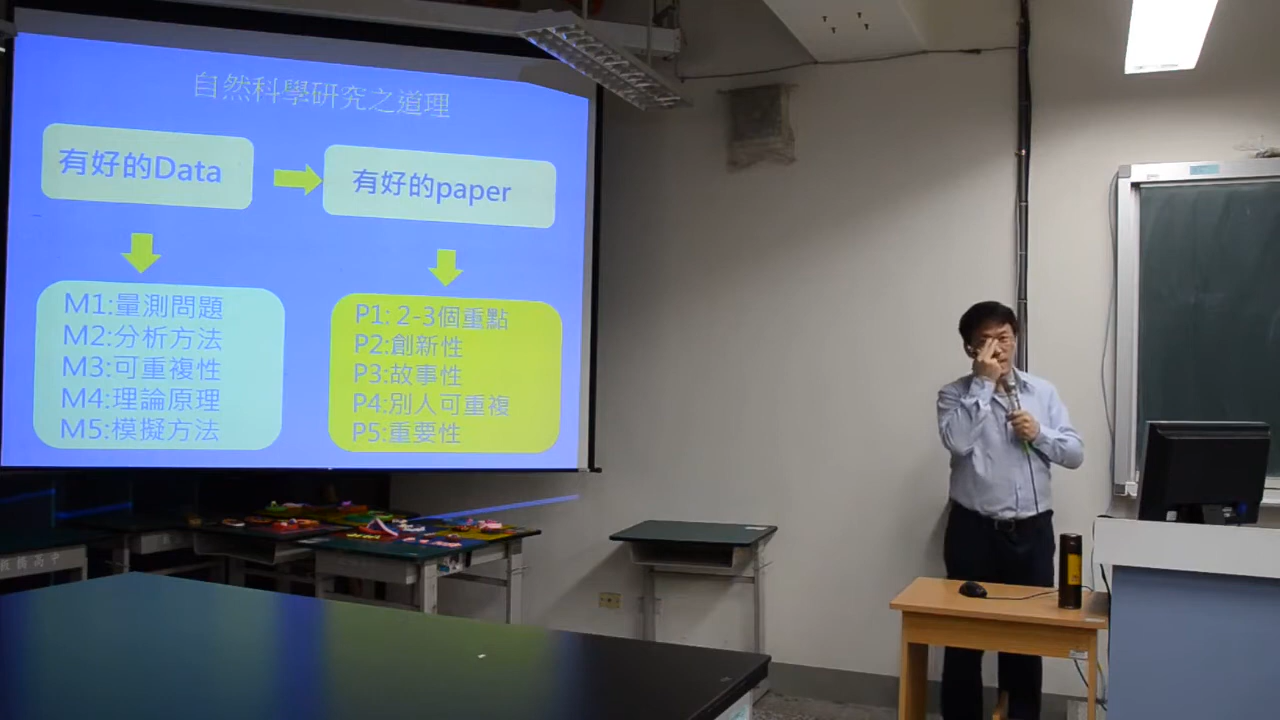 自然科學研究之道理
有好的Data
有好的paper
M1:量測問題
M2:分析方法
M3:可重複性
M4:理論原理
M5:模擬方法
P1: 2-3個重點
P2:創新性
P3:故事性
P4:別人可重複
P5:重要性